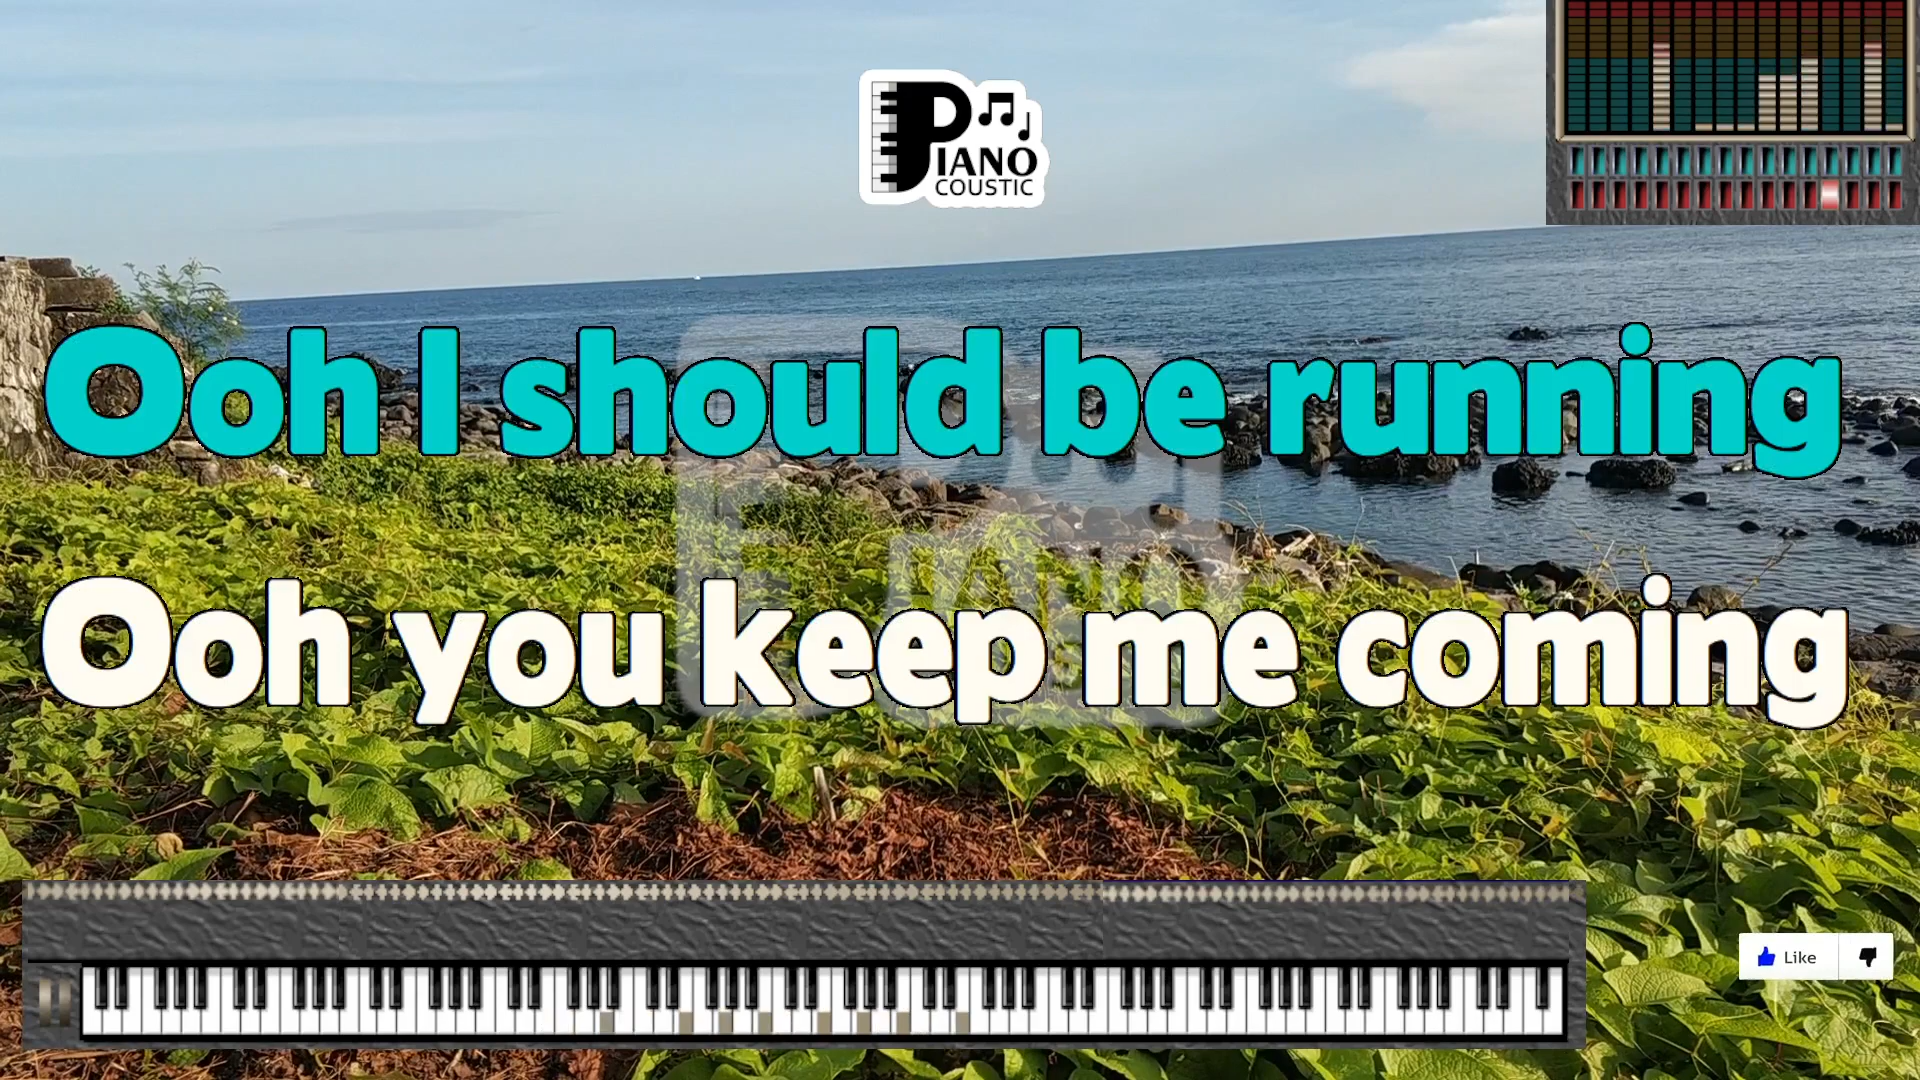 PIANO
COUSTIC
Ooh I should be running
Ooh you keep me coming
Like